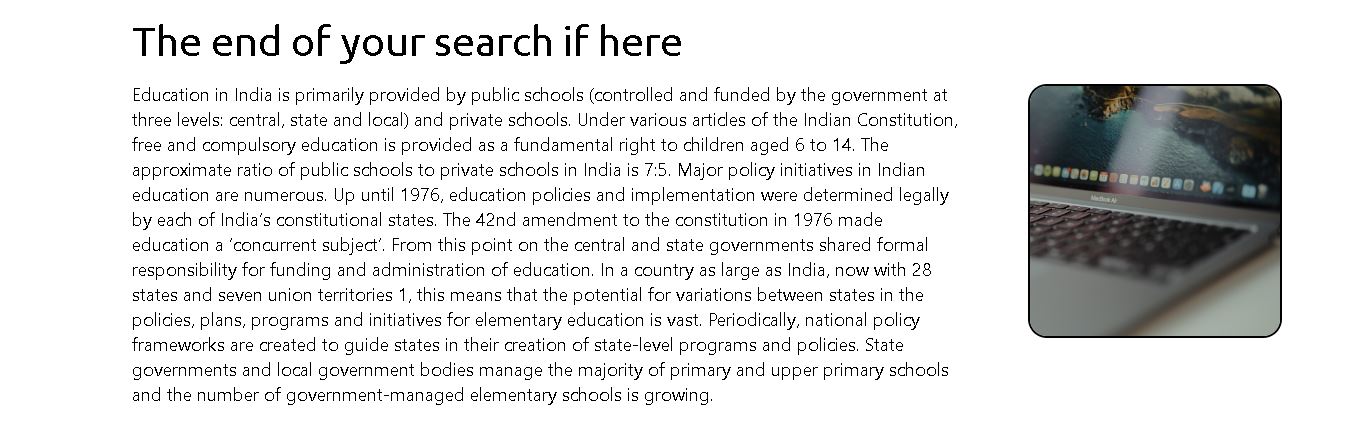 The end of your search if here
Education in India is primarily provided by public schools (controlled and funded by the government at
three levels: central, state and local) and private schools. Under various articles of the Indian Constitution,
free and compulsory education is provided as a fundamental right to children aged 6 to 14. The
approximate ratio of public schools to private schools in India is 7:5. Major policy initiatives in Indian
education are numerous. Up until 1976, education policies and implementation were determined legally
by each of India's constitutional states. The 42nd amendment to the constitution in 1976 made
education a 'concurrent subject'. From this point on the central and state governments shared formal
responsibility for funding and administration of education. In a country as large as India, now with 28
states and seven union territories 1, this means that the potential for variations between states in the
policies, plans, programs and initiatives for elementary education is vast. Periodically, national policy
frameworks are created to guide states in their creation of state-level programs and policies. State
governments and local government bodies manage the majority of primary and upper primary schools
and the number of government-managed elementary schools is growing.
MacBook Air